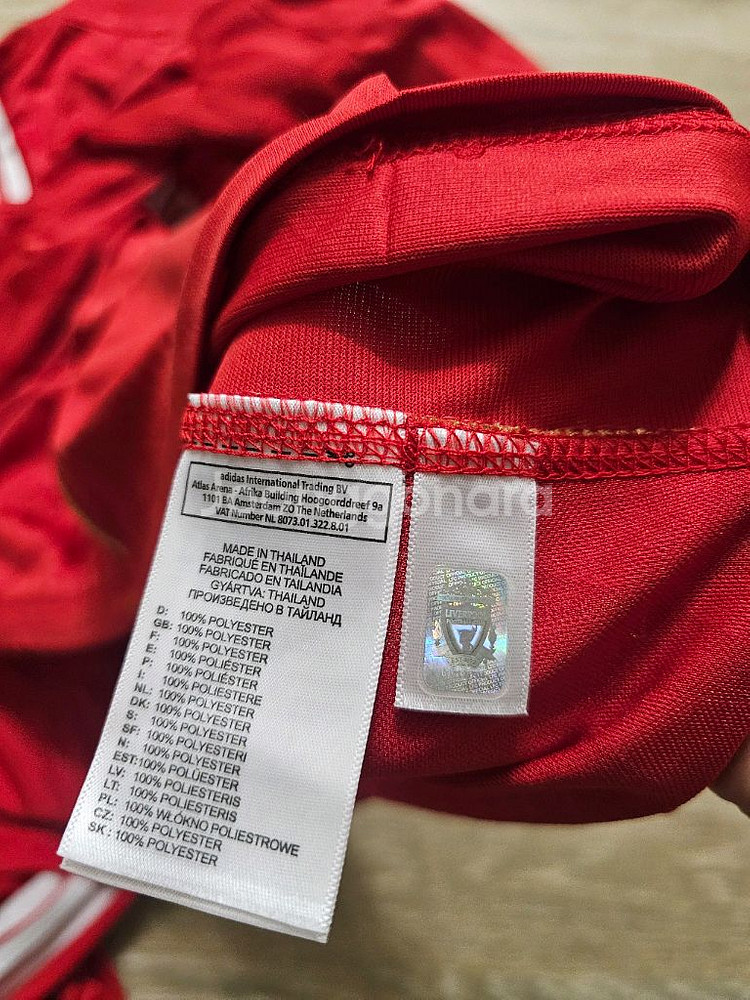 adidas International Trading BV
Atlas Arena - Afrika Building Hoogoorddreef 9a
1101 BA Amsterdam ZO The Netherlands
VAT Number NL 8073.01.322.8.01
MADE IN THAILAND
FABRIQUÉ EN THAÏLANDE
FABRICADO EN TAILANDIA
GYÁRTVA: THAILAND
ПРОИЗВЕДЕНО В ТАЙЛАНД
D: 100% POLYESTER
GB: 100% POLYESTER
F: 100% POLYESTER
E: 100% POLIÉSTER
P: 100% POLIÉSTER
I: 100% POLIESTERE
NL: 100% POLYESTER
DK: 100% POLYESTER
S: 100% POLYESTER
SF: 100% POLYESTERI
N: 100% POLYESTER
EST:100% POLÜESTER
LV: 100% POLIESTERIS
LT: 100% POLIESTERIS
PL: 100% WŁÓKNO POLIESTROWE
CZ: 100% POLYESTER
SK: 100% POLYESTER